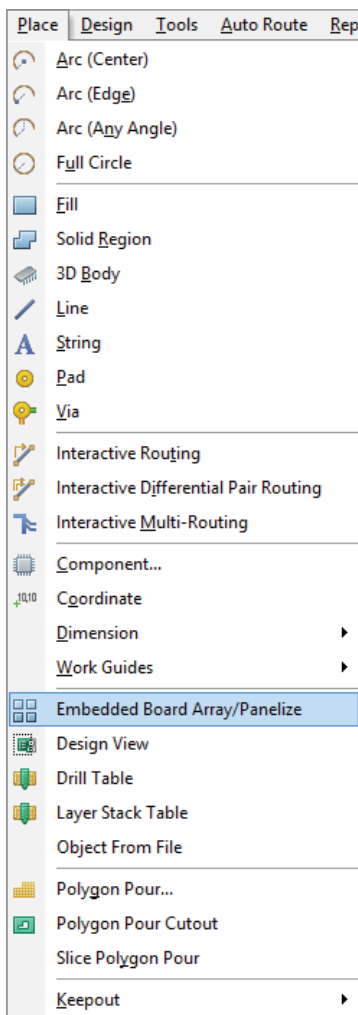 Place Design Tools Auto Route Rep
Arc (Center)
Arc (Edge)
Arc (Any Angle)
Full Circle
Fill
Solid Region
3D Body
Line
A String
Pad
Via
Interactive Routing
Interactive Differential Pair Routing
Interactive Multi-Routing
Component...
+10,10 Coordinate
Dimension
Work Guides
Embedded Board Array/Panelize
Design View
Drill Table
Layer Stack Table
Object From File
Polygon Pour...
Polygon Pour Cutout
Slice Polygon Pour
Keepout